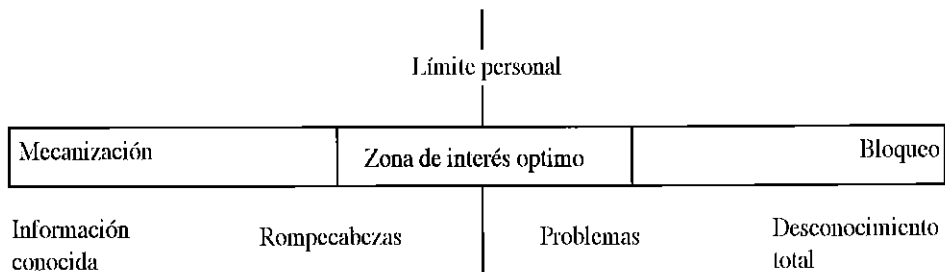 Límite personal
Mecanización
Zona de interés optimo
Bloqueo
Información
conocida
Rompecabezas
Problemas
Desconocimiento
total